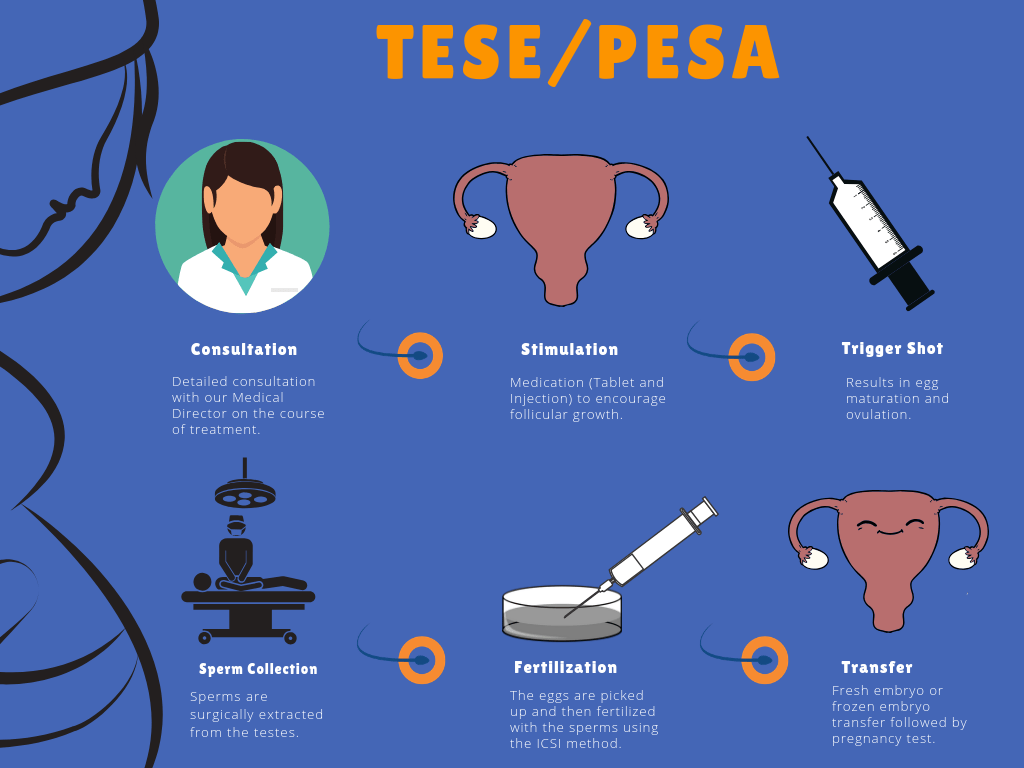 TESE/PESA
Consultation
Detailed consultation
with our Medical
Director on the course
of treatment.
Stimulation
Medication (Tablet and
Injection) to encourage
follicular growth.
Trigger Shot
Results in egg
maturation and
ovulation.
Sperm Collection
Sperms are
surgically extracted
from the testes.
Fertilization
The eggs are picked
up and then fertilized
with the sperms using
the ICSI method.
Transfer
Fresh embryo or
frozen embryo
transfer followed by
pregnancy test.